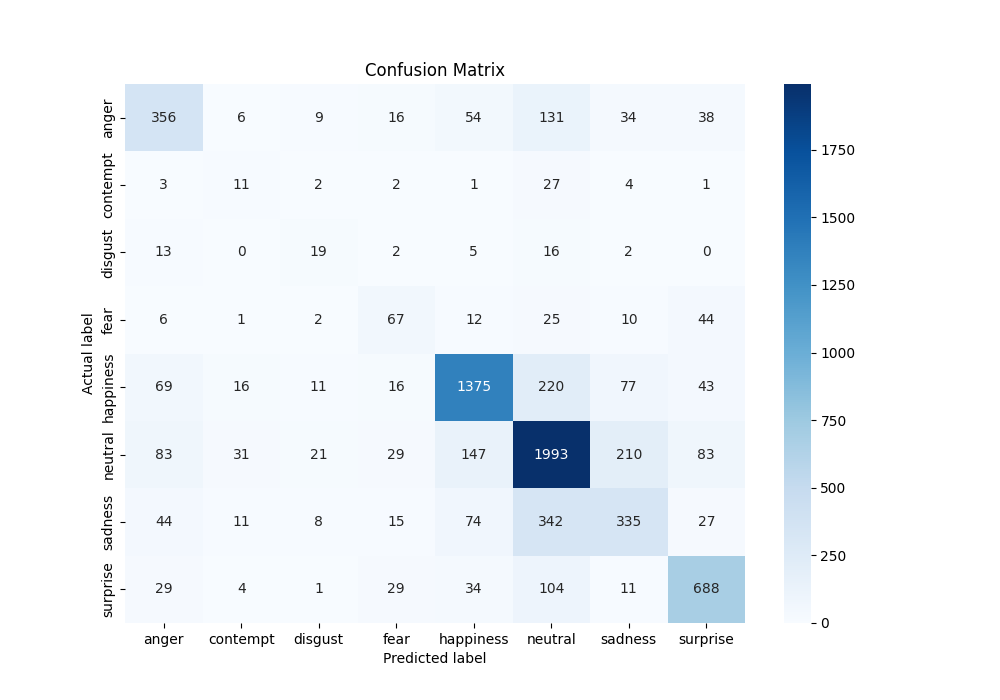 Confusion Matrix
anger 356 6 9 16 54 131 34 38
contempt 3 11 2 2 1 27 4 1
disgust 13 0 19 2 5 16 2 0
fear 6 1 2 67 12 25 10 44
happiness 69 16 11 16 1375 220 77 43
neutral 83 31 21 29 147 1993 210 83
sadness 44 11 8 15 74 342 335 27
surprise 29 4 1 29 34 104 11 688
anger contempt disgust fear happiness neutral sadness surprise
Predicted label
Actual label
1750
1500
1250
1000
750
500
250
0